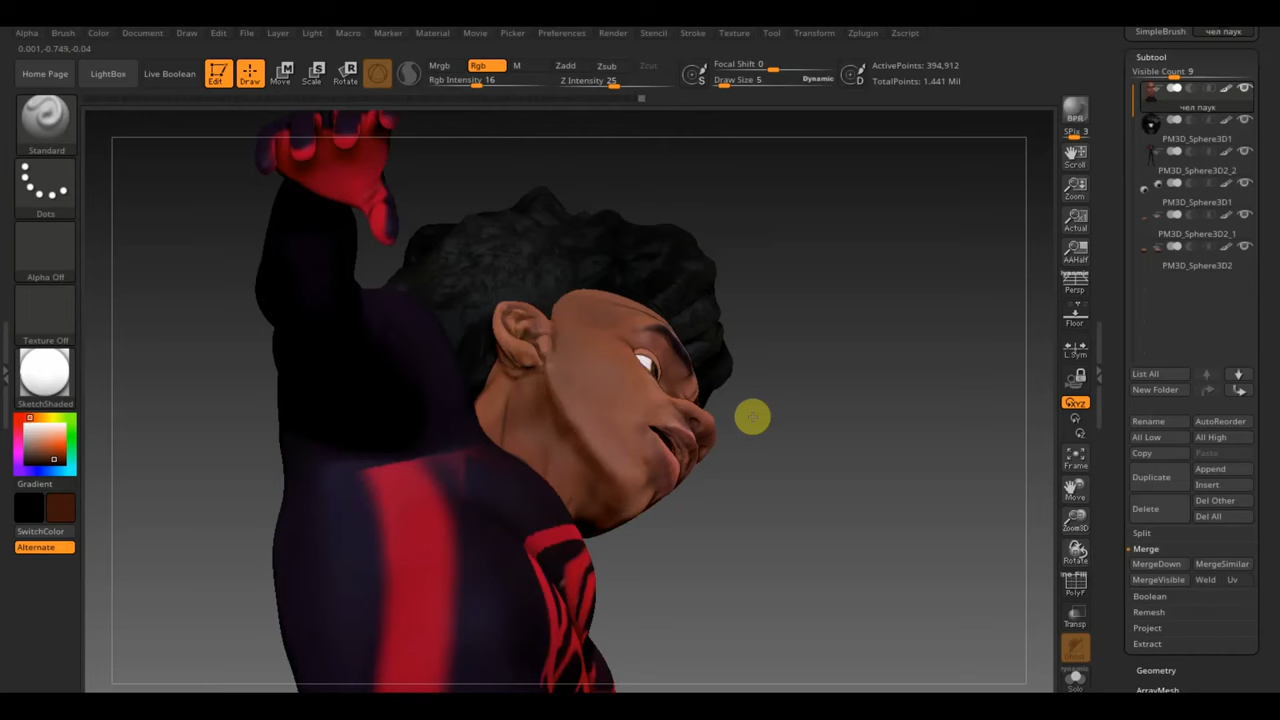 Alpha Brush Color Document Draw Edit File Layer Light Macro Marker Material Movie Picker Preferences Render Stencil Stroke Texture Tool Transform Zplugin Zscript
SimpleBrush чел паук
0.001,-0.749,-0.04
Home Page LightBox Live Boolean Edit Draw Move Scale Rotate
Mrgb Rgb M
Rgb Intensity 16
Zadd Zsub Zcut
Z Intensity 25
Focal Shift 0
Draw Size 5 Dynamic
ActivePoints: 394,912
TotalPoints: 1.441 Mil
Standard
Dots
Alpha Off
Texture Off
SketchShaded
Gradient
SwitchColor
Alternate
BPR
SPix 3
Scroll
Zoom
Actual
AAHalf
Dynamic
Persp
Floor
L.Sym
XYZ
Frame
Move
Zoom3D
Rotate
Line Fill
PolyF
Transp
Ghost
Dynamic
Solo
Subtool
Visible Count 9
чел паук
PM3D_Sphere3D1
PM3D_Sphere3D2_2
PM3D_Sphere3D1
PM3D_Sphere3D2_1
PM3D_Sphere3D2
List All
New Folder
Rename AutoReorder
All Low All High
Copy Paste
Duplicate Append
Insert
Delete Del Other
Del All
Split
Merge
MergeDown MergeSimilar
MergeVisible Weld Uv
Boolean
Remesh
Project
Extract
Geometry
ArrayMesh